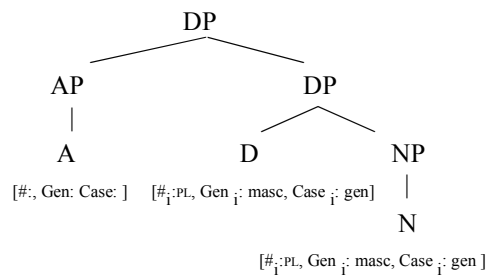 DP
AP DP
A D NP
[#:, Gen: Case: ] [#i:PL, Gen i: masc, Case i: gen]
N
[#i:PL, Gen i: masc, Case i: gen ]